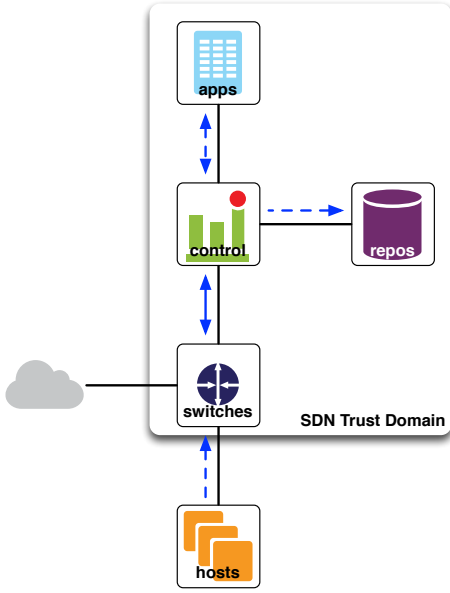 apps
control
repos
switches
SDN Trust Domain
hosts